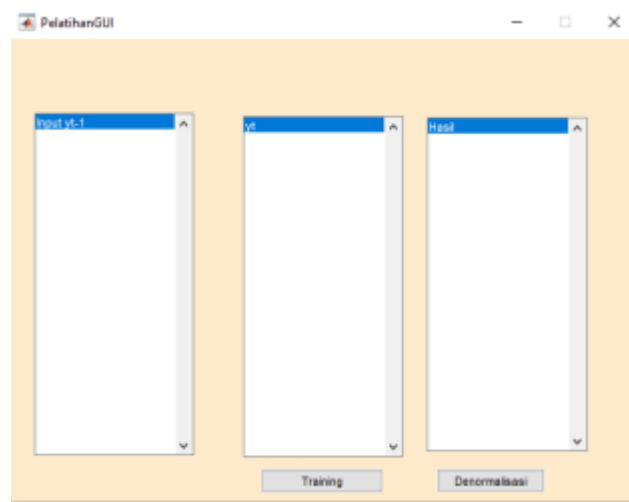 PelatihanGUI
Input yt-1
yt
Hasil
Training
Denormalisasi